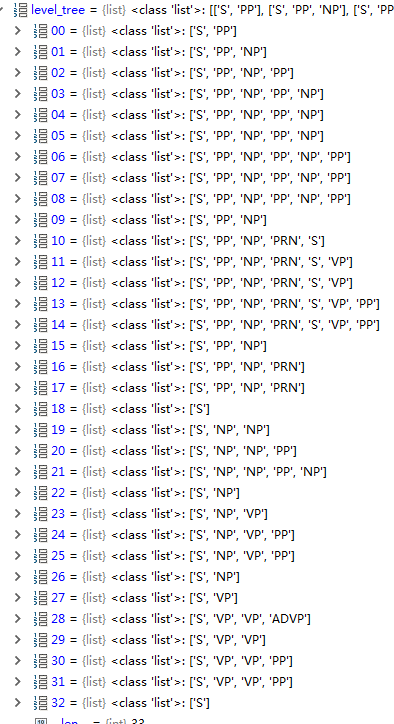 level_tree = {list} <class 'list'>: [['S', 'PP'], ['S', 'PP', 'NP'], ['S', 'PP
00 = {list} <class 'list'>: ['S', 'PP']
01 = {list} <class 'list'>: ['S', 'PP', 'NP']
02 = {list} <class 'list'>: ['S', 'PP', 'NP', 'PP']
03 = {list} <class 'list'>: ['S', 'PP', 'NP', 'PP', 'NP']
04 = {list} <class 'list'>: ['S', 'PP', 'NP', 'PP', 'NP']
05 = {list} <class 'list'>: ['S', 'PP', 'NP', 'PP', 'NP']
06 = {list} <class 'list'>: ['S', 'PP', 'NP', 'PP', 'NP', 'PP']
07 = {list} <class 'list'>: ['S', 'PP', 'NP', 'PP', 'NP', 'PP']
08 = {list} <class 'list'>: ['S', 'PP', 'NP', 'PP', 'NP', 'PP']
09 = {list} <class 'list'>: ['S', 'PP', 'NP']
10 = {list} <class 'list'>: ['S', 'PP', 'NP', 'PRN', 'S']
11 = {list} <class 'list'>: ['S', 'PP', 'NP', 'PRN', 'S', 'VP']
12 = {list} <class 'list'>: ['S', 'PP', 'NP', 'PRN', 'S', 'VP']
13 = {list} <class 'list'>: ['S', 'PP', 'NP', 'PRN', 'S', 'VP', 'PP']
14 = {list} <class 'list'>: ['S', 'PP', 'NP', 'PRN', 'S', 'VP', 'PP']
15 = {list} <class 'list'>: ['S', 'PP', 'NP']
16 = {list} <class 'list'>: ['S', 'PP', 'NP', 'PRN']
17 = {list} <class 'list'>: ['S', 'PP', 'NP', 'PRN']
18 = {list} <class 'list'>: ['S']
19 = {list} <class 'list'>: ['S', 'NP', 'NP']
20 = {list} <class 'list'>: ['S', 'NP', 'NP', 'PP']
21 = {list} <class 'list'>: ['S', 'NP', 'NP', 'PP', 'NP']
22 = {list} <class 'list'>: ['S', 'NP']
23 = {list} <class 'list'>: ['S', 'NP', 'VP']
24 = {list} <class 'list'>: ['S', 'NP', 'VP', 'PP']
25 = {list} <class 'list'>: ['S', 'NP', 'VP', 'PP']
26 = {list} <class 'list'>: ['S', 'NP']
27 = {list} <class 'list'>: ['S', 'VP']
28 = {list} <class 'list'>: ['S', 'VP', 'VP', 'ADVP']
29 = {list} <class 'list'>: ['S', 'VP', 'VP']
30 = {list} <class 'list'>: ['S', 'VP', 'VP', 'PP']
31 = {list} <class 'list'>: ['S', 'VP', 'VP', 'PP']
32 = {list} <class 'list'>: ['S']